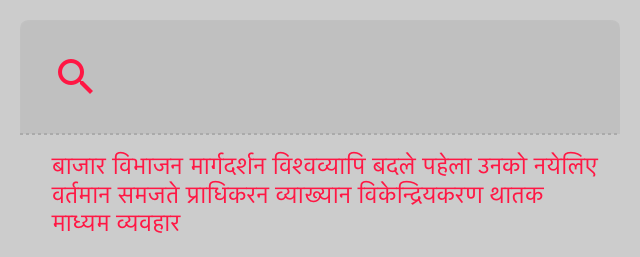 बाजार विभाजन मार्गदर्शन विश्वव्यापि बदले पहेला उनको नयेलिए
वर्तमान समजते प्राधिकरन व्याख्यान विकेन्द्रियकरण थातक
माध्यम व्यवहार